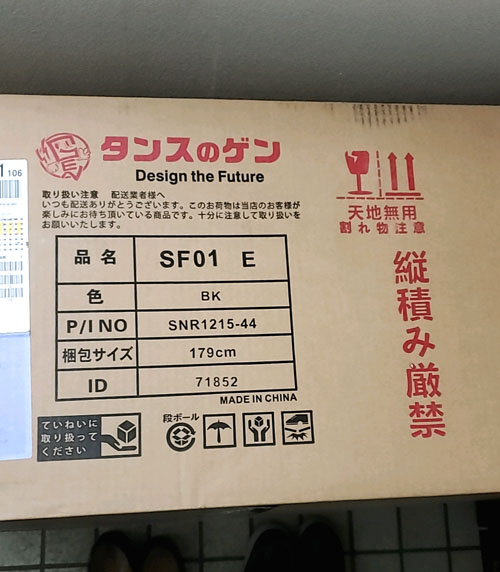 タンスのゲン
Design the Future
取り扱い注意 配送業者様へ
いつも配送ありがとうございます。このお荷物は当店のお客様が
楽しみにお待ち頂いている商品です。十分に注意して取り扱いを
お願いいたします。
品名 SF01 E
色 BK
P/I NO SNR1215-44
梱包サイズ 179cm
ID 71852
MADE IN CHINA
ていねいに
取り扱って
ください
段ボール
天地無用
割れ物注意
縦積み厳禁
106